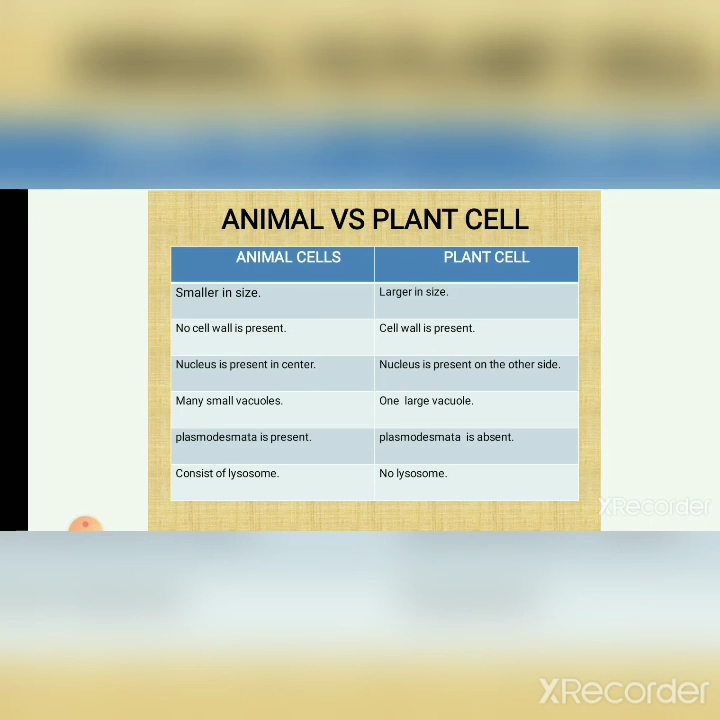 ANIMAL VS PLANT CELL
ANIMAL CELLS PLANT CELL
Smaller in size. Larger in size.
No cell wall is present. Cell wall is present.
Nucleus is present in center. Nucleus is present on the other side.
Many small vacuoles. One large vacuole.
plasmodesmata is present. plasmodesmata is absent.
Consist of lysosome. No lysosome.
XRecorder
XRecorder